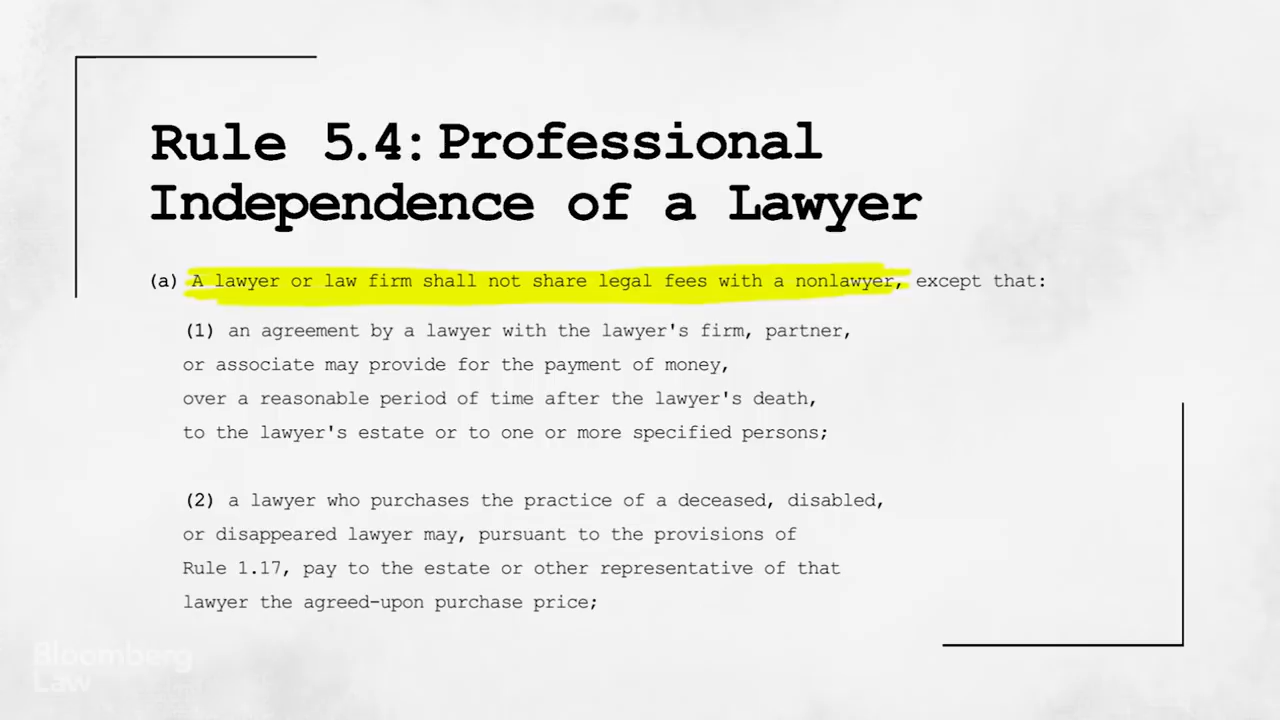 Rule 5.4: Professional
Independence of a Lawyer
(a) A lawyer or law firm shall not share legal fees with a nonlawyer, except that:
(1) an agreement by a lawyer with the lawyer's firm, partner,
or associate may provide for the payment of money,
over a reasonable period of time after the lawyer's death,
to the lawyer's estate or to one or more specified persons;
(2) a lawyer who purchases the practice of a deceased, disabled,
or disappeared lawyer may, pursuant to the provisions of
Rule 1.17, pay to the estate or other representative of that
lawyer the agreed-upon purchase price;
Bloomberg
Law